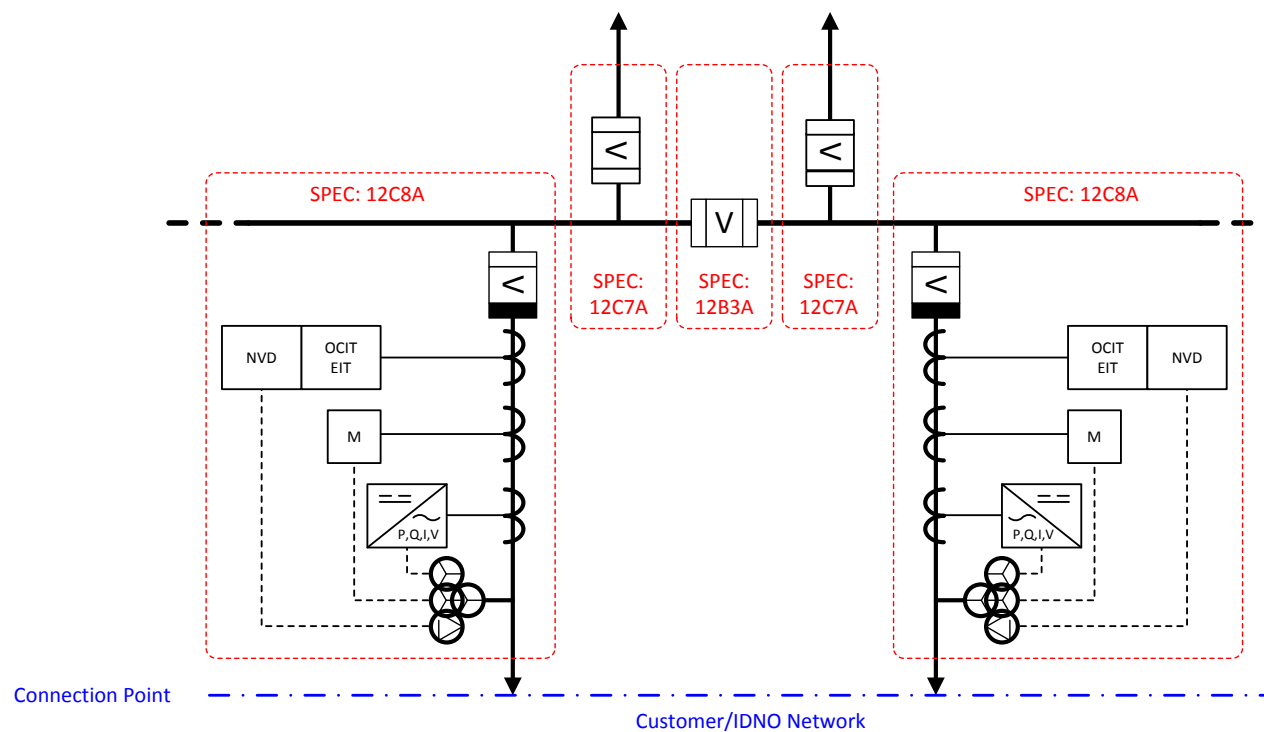 SPEC: 12C8A
SPEC: 12C8A
V
V
V
V
V
SPEC:
12C7A
SPEC:
12B3A
SPEC:
12C7A
NVD
OCIT
EIT
OCIT
EIT
NVD
M
M
P,Q,I,V
P,Q,I,V
Connection Point
Customer/IDNO Network